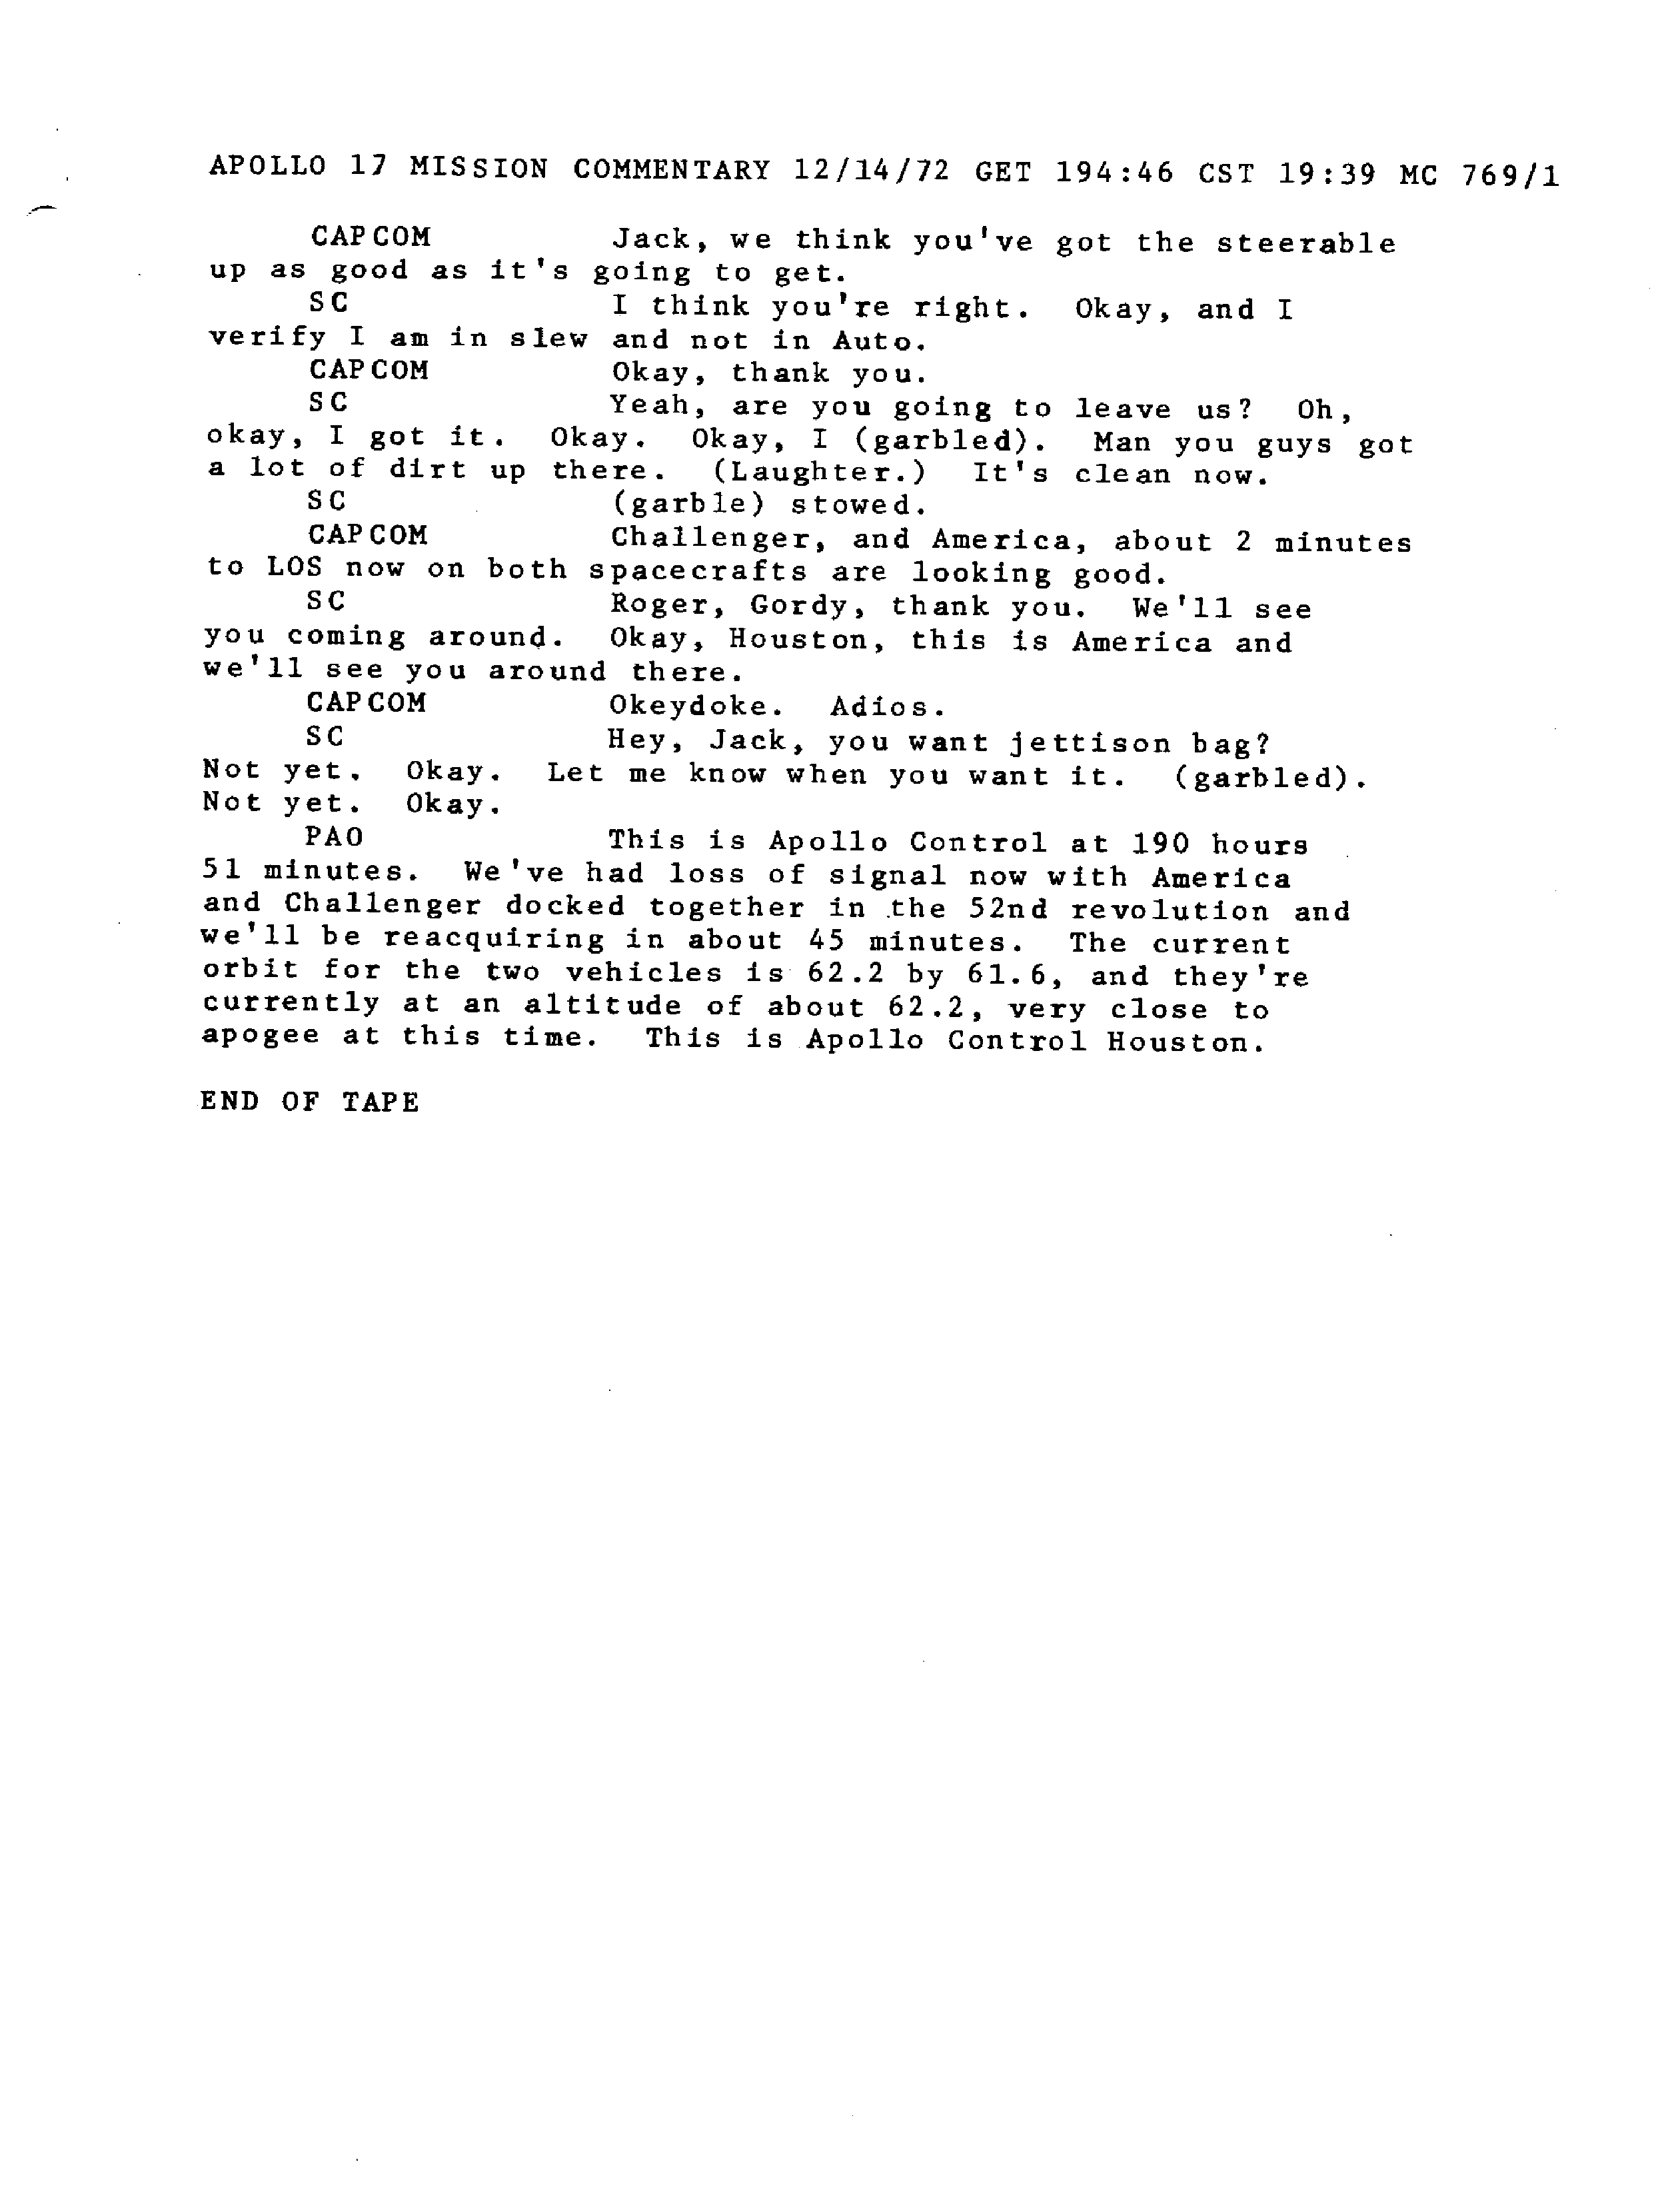 APOLLO 17 MISSION COMMENTARY 12/14/72 GET 194:46 CST 19:39 MC 769/1
CAPCOM Jack, we think you've got the steerable
up as good as it's going to get.
SC I think you're right. Okay, and I
verify I am in slew and not in Auto.
CAPCOM Okay, thank you.
SC Yeah, are you going to leave us? Oh,
okay, I got it. Okay. Okay, I (garbled). Man you guys got
a lot of dirt up there. (Laughter.) It's clean now.
SC (garble) stowed.
CAPCOM Challenger, and America, about 2 minutes
to LOS now on both spacecrafts are looking good.
SC Roger, Gordy, thank you. We'll see
you coming around. Okay, Houston, this is America and
we'll see you around there.
CAPCOM Okeydoke. Adios.
SC Hey, Jack, you want jettison bag?
Not yet. Okay. Let me know when you want it. (garbled).
Not yet. Okay.
PAO This is Apollo Control at 190 hours
51 minutes. We've had loss of signal now with America
and Challenger docked together in the 52nd revolution and
we'll be reacquiring in about 45 minutes. The current
orbit for the two vehicles is 62.2 by 61.6, and they're
currently at an altitude of about 62.2, very close to
apogee at this time. This is Apollo Control Houston.
END OF TAPE